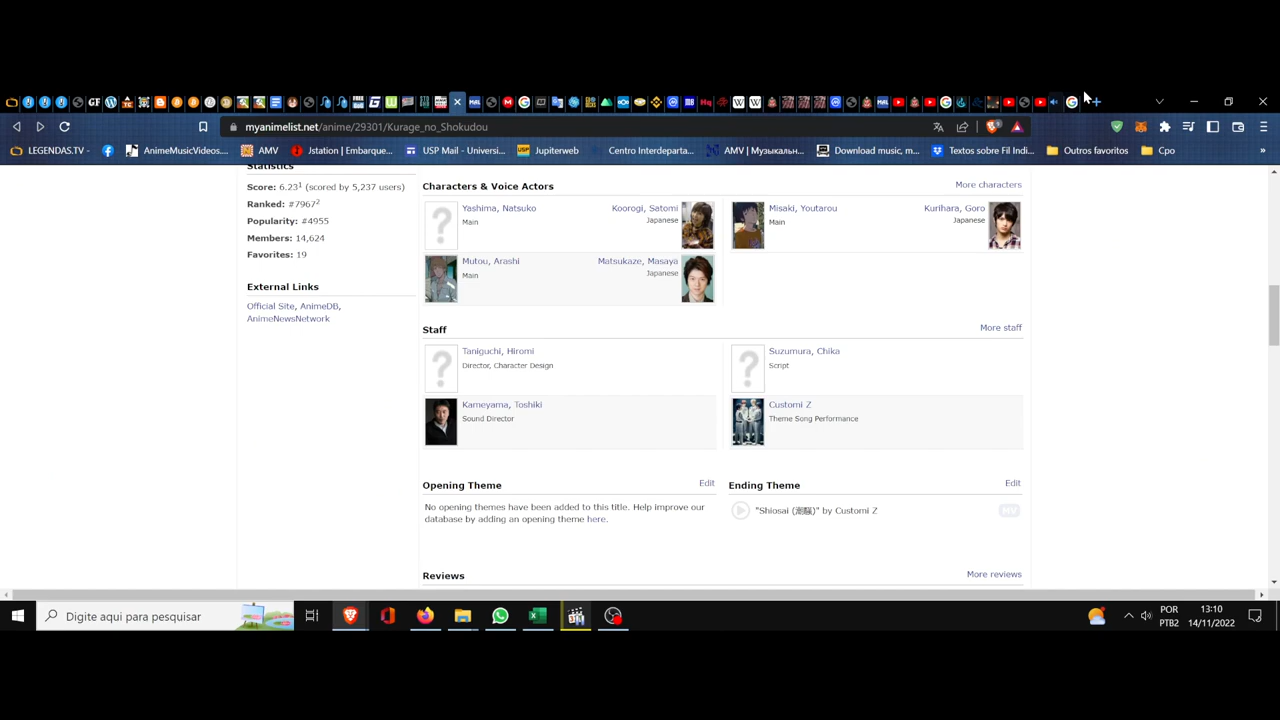 myanimelist.net/anime/29301/Kurage_no_Shokudou
LEGENDAS.TV
AnimeMusicVideos...
AMV
Jstation | Embarque...
USP Mail - Universi...
Jupiterweb
Centro Interdeparta...
AMV | Музыкальн...
Download music, m...
Textos sobre Fil Indi...
Outros favoritos
Cpo
»
Statistics
Score: 6.231 (scored by 5,237 users)
Ranked: #79672
Popularity: #4955
Members: 14,624
Favorites: 19
External Links
Official Site, AnimeDB,
AnimeNewsNetwork
Characters & Voice Actors
More characters
Yashima, Natsuko
Koorogi, Satomi
Main
Japanese
Misaki, Youtarou
Kurihara, Goro
Main
Japanese
Mutou, Arashi
Matsukaze, Masaya
Main
Japanese
Staff
More staff
Taniguchi, Hiromi
Director, Character Design
Suzumura, Chika
Script
Kameyama, Toshiki
Sound Director
Customi Z
Theme Song Performance
Opening Theme
Edit
No opening themes have been added to this title. Help improve our
database by adding an opening theme here.
Ending Theme
Edit
"Shiosai (潮騒)" by Customi Z
MV
Reviews
More reviews
Digite aqui para pesquisar
POR
PTB2
13:10
14/11/2022